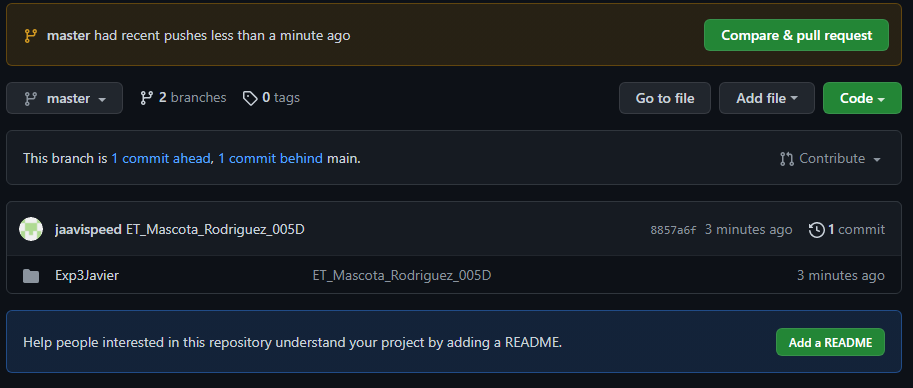 master had recent pushes less than a minute ago Compare & pull request
master 2 branches 0 tags Go to file Add file Code
This branch is 1 commit ahead, 1 commit behind main. Contribute
jaavispeed ET_Mascota_Rodriguez_005D 8857a6f 3 minutes ago 1 commit
Exp3Javier ET_Mascota_Rodriguez_005D 3 minutes ago
Help people interested in this repository understand your project by adding a README. Add a README